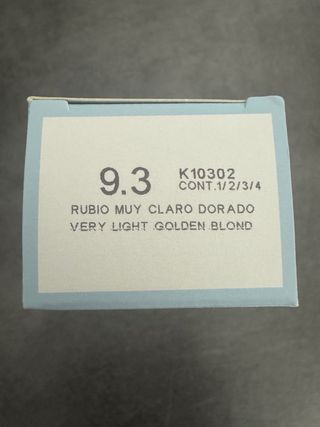 9.3 K10302
CONT.1/2/3/4
RUBIO MUY CLARO DORADO
VERY LIGHT GOLDEN BLOND